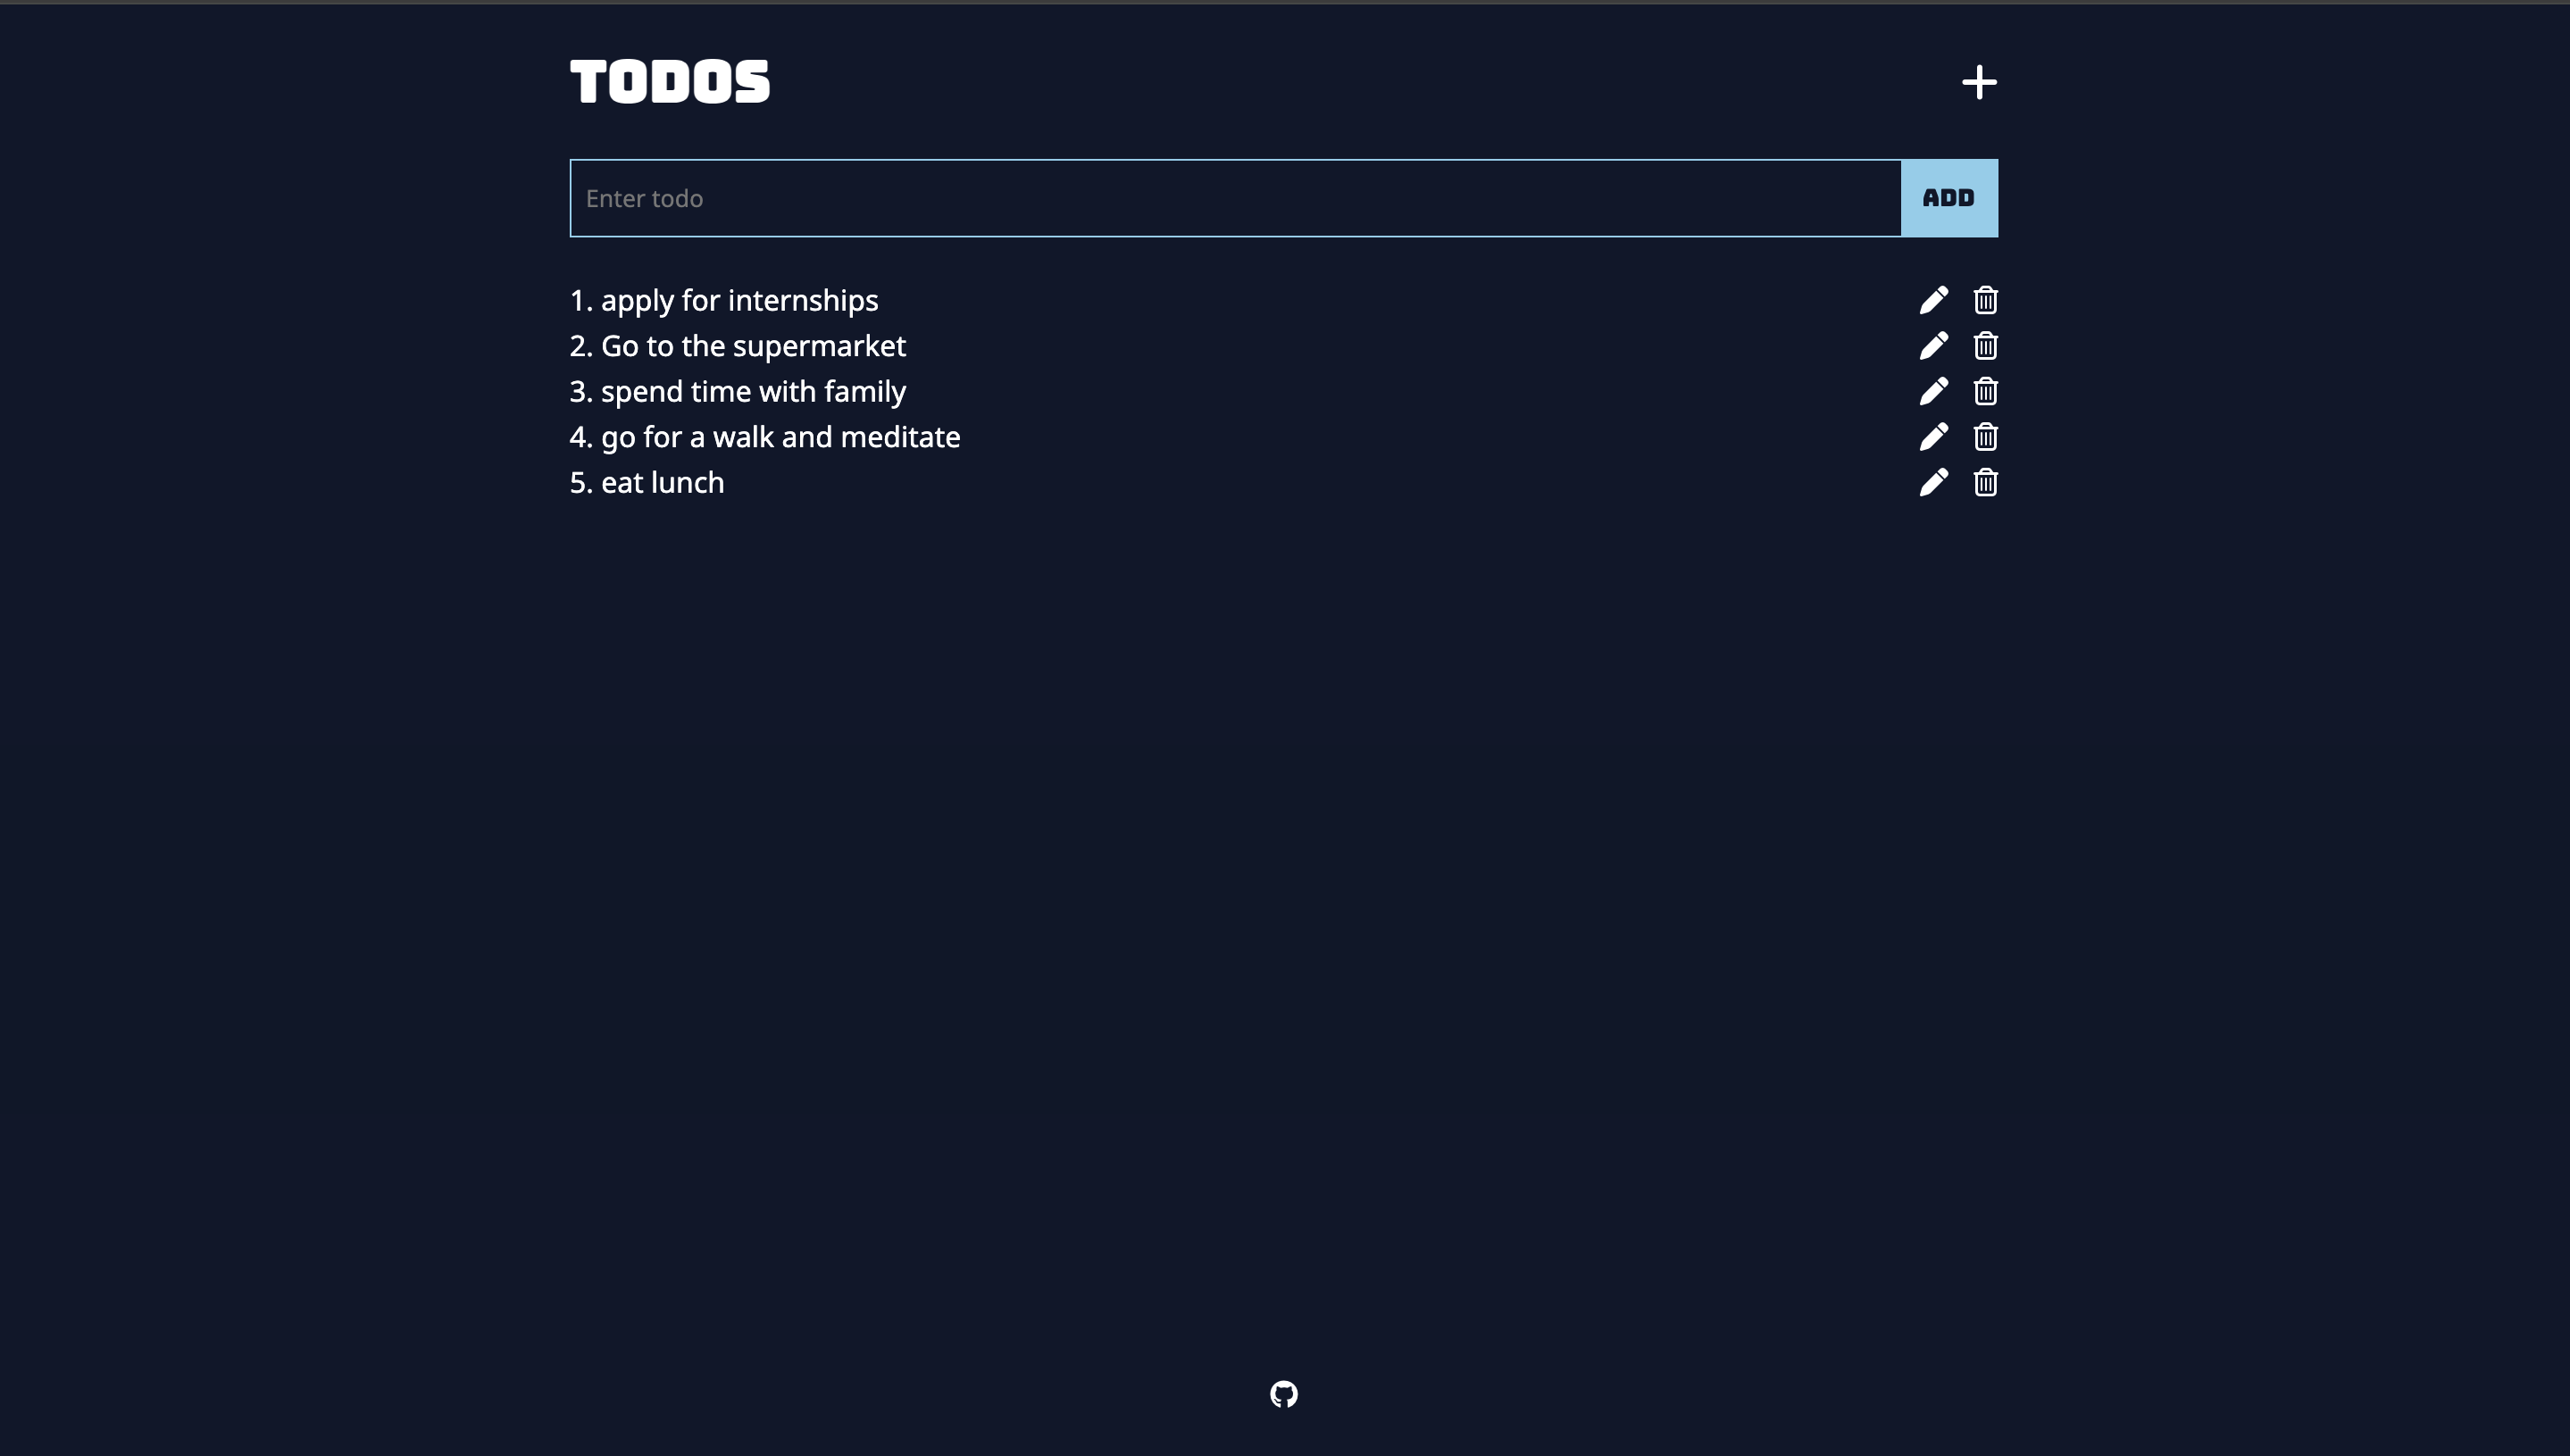 TODOS
Enter todo
ADD
1. apply for internships
2. Go to the supermarket
3. spend time with family
4. go for a walk and meditate
5. eat lunch